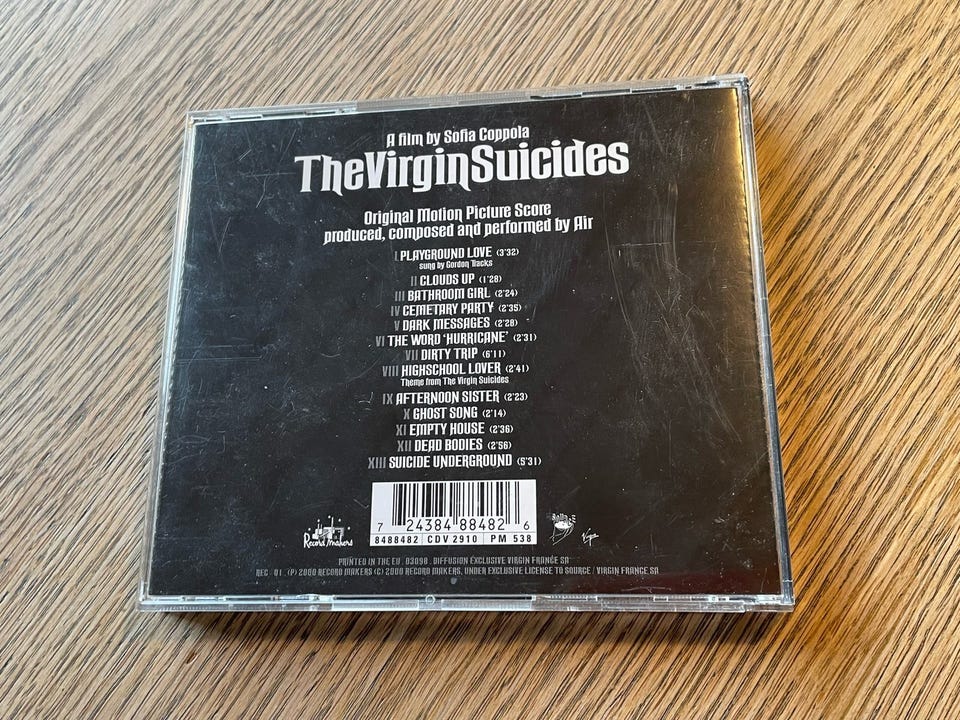 A film by Sofia Coppola
TheVirginSuicides
Original Motion Picture Score
produced, composed and performed by Air
I PLAYGROUND LOVE (3'32)
sung by Gordon Tracks
II CLOUDS UP (1'28)
III BATHROOM GIRL (2'24)
IV CEMETARY PARTY (2'35)
V DARK MESSAGES (2'28)
VI THE WORD 'HURRICANE' (2'31)
VII DIRTY TRIP (6'11)
VIII HIGHSCHOOL LOVER (2'41)
Theme from The Virgin Suicides
IX AFTERNOON SISTER (2'23)
X GHOST SONG (2'14)
XI EMPTY HOUSE (2'36)
XII DEAD BODIES (2'56)
XIII SUICIDE UNDERGROUND (5'31)
7 24384 88482 6
8488482 CDV 2910 PM 538
Record Makers
Virgin
PRINTED IN THE EU . 03098 . DIFFUSION EXCLUSIVE VIRGIN FRANCE SA
REC - 01 . (P) 2000 RECORD MAKERS (C) 2000 RECORD MAKERS, UNDER EXCLUSIVE LICENSE TO SOURCE / VIRGIN FRANCE SA